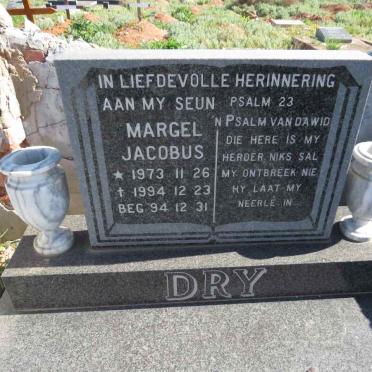 IN LIEFDEVOLLE HERINNERING
AAN MY SEUN
MARGEL
JACOBUS
★ 1973 11 26
† 1994 12 23
BEG 94 12 31
PSALM 23
'N PSALM VAN DAWID
DIE HERE IS MY
HERDER NIKS SAL
MY ONTBREEK NIE
HY LAAT MY
NEERLÊ IN
DRY